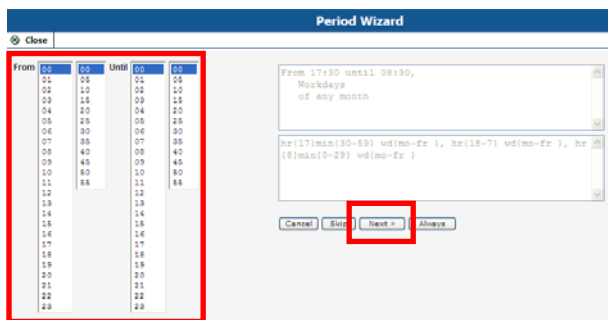 Period Wizard
Close
From 00 00 Until 00 00
01 05 01 05
02 10 02 10
03 15 03 15
04 20 04 20
05 25 05 25
06 30 06 30
07 35 07 35
08 40 08 40
09 45 09 45
10 50 10 50
11 55 11 55
12 12
13 13
14 14
15 15
16 16
17 17
18 18
19 19
20 20
21 21
22 22
23 23
From 17:30 until 08:30,
Workdays
of any month
hr(17)min(30-59) wd(mo-fr ), hr(18-7) wd(mo-fr ), hr
(8)min(0-29) wd(mo-fr )
Cancel Skip Next » Always